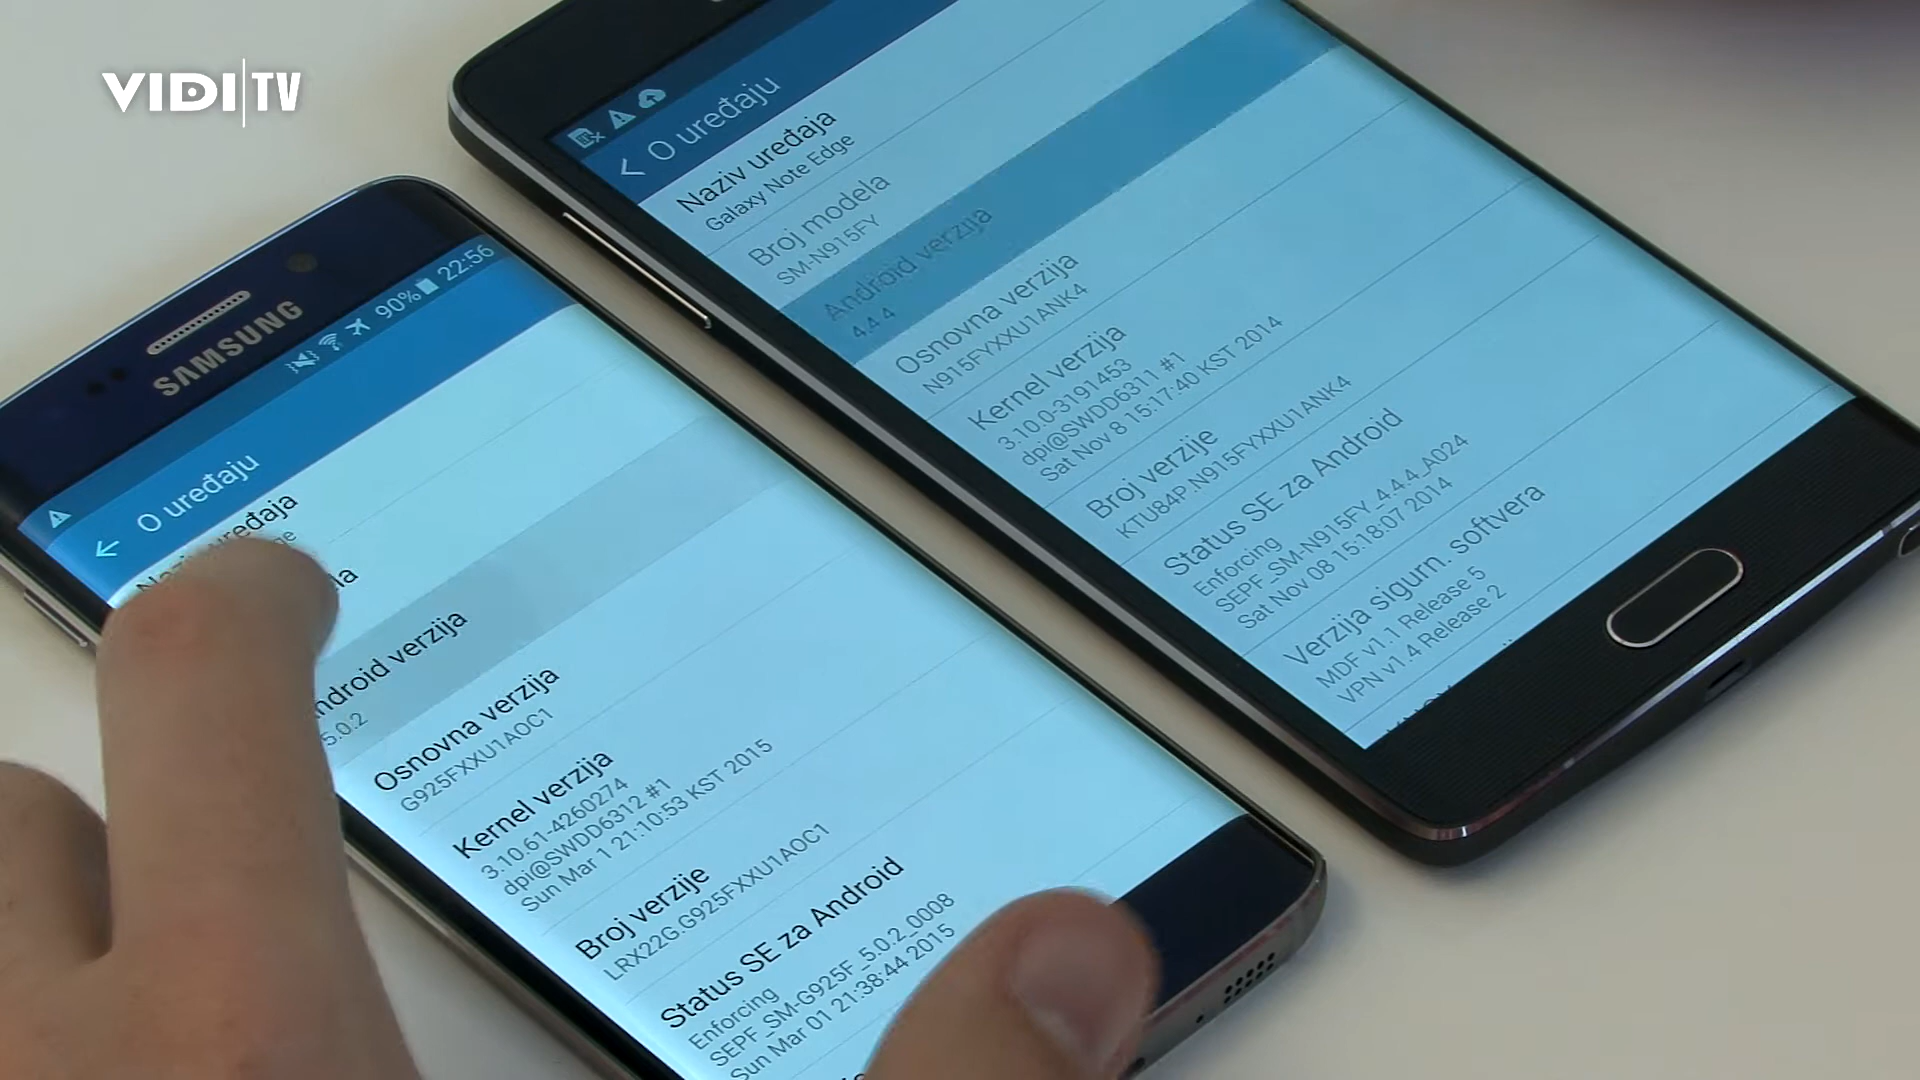 VIDI TV
SAMSUNG
90% 22:56
O uređaju
Naziv uređaja
Android verzija
5.0.2
Osnovna verzija
G925FXXU1AOC1
Kernel verzija
3.10.61-4260274
dpi@SWDD6312 #1
Sun Mar 1 21:10:53 KST 2015
Broj verzije
LRX22G.G925FXXU1AOC1
Status SE za Android
Enforcing
SEPF_SM-G925F_5.0.2_0008
Sun Mar 01 21:38:44 2015
O uređaju
Naziv uređaja
Galaxy Note Edge
Broj modela
SM-N915FY
Android verzija
4.4.4
Osnovna verzija
N915FYXXU1ANK4
Kernel verzija
3.10.0-3191453
dpi@SWDD6311 #1
Sat Nov 8 15:17:40 KST 2014
Broj verzije
KTU84P.N915FYXXU1ANK4
Status SE za Android
Enforcing
SEPF_SM-N915FY_4.4.4_A024
Sat Nov 08 15:18:07 2014
Verzija sigurn. softvera
MDF v1.1 Release 5
VPN v1.4 Release 2